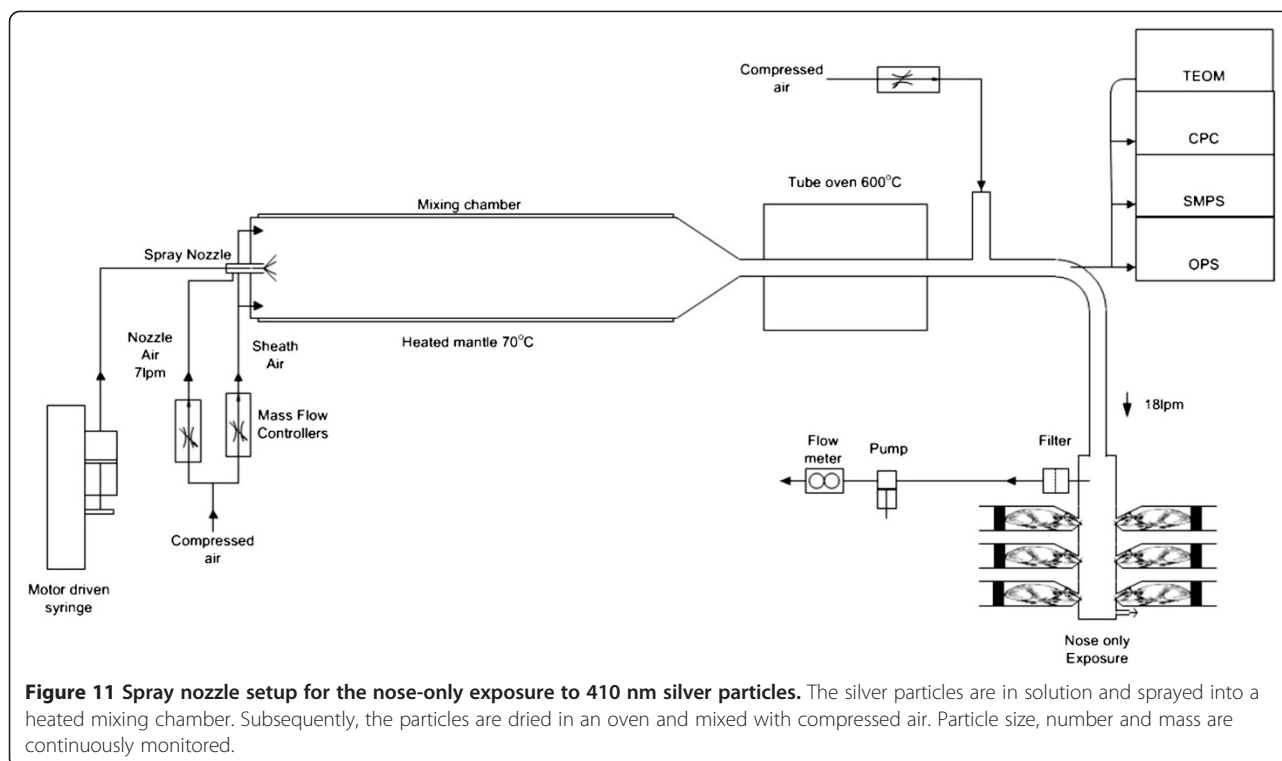 Compressed
air
TEOM
CPC
SMPS
OPS
Tube oven 600°C
Mixing chamber
Spray Nozzle
Heated mantle 70°C
Nozzle
Air
7lpm
Sheath
Air
Mass Flow
Controllers
18lpm
Flow
meter
Pump
Filter
Compressed
air
Motor driven
syringe
Nose only
Exposure
Figure 11 Spray nozzle setup for the nose-only exposure to 410 nm silver particles. The silver particles are in solution and sprayed into a
heated mixing chamber. Subsequently, the particles are dried in an oven and mixed with compressed air. Particle size, number and mass are
continuously monitored.